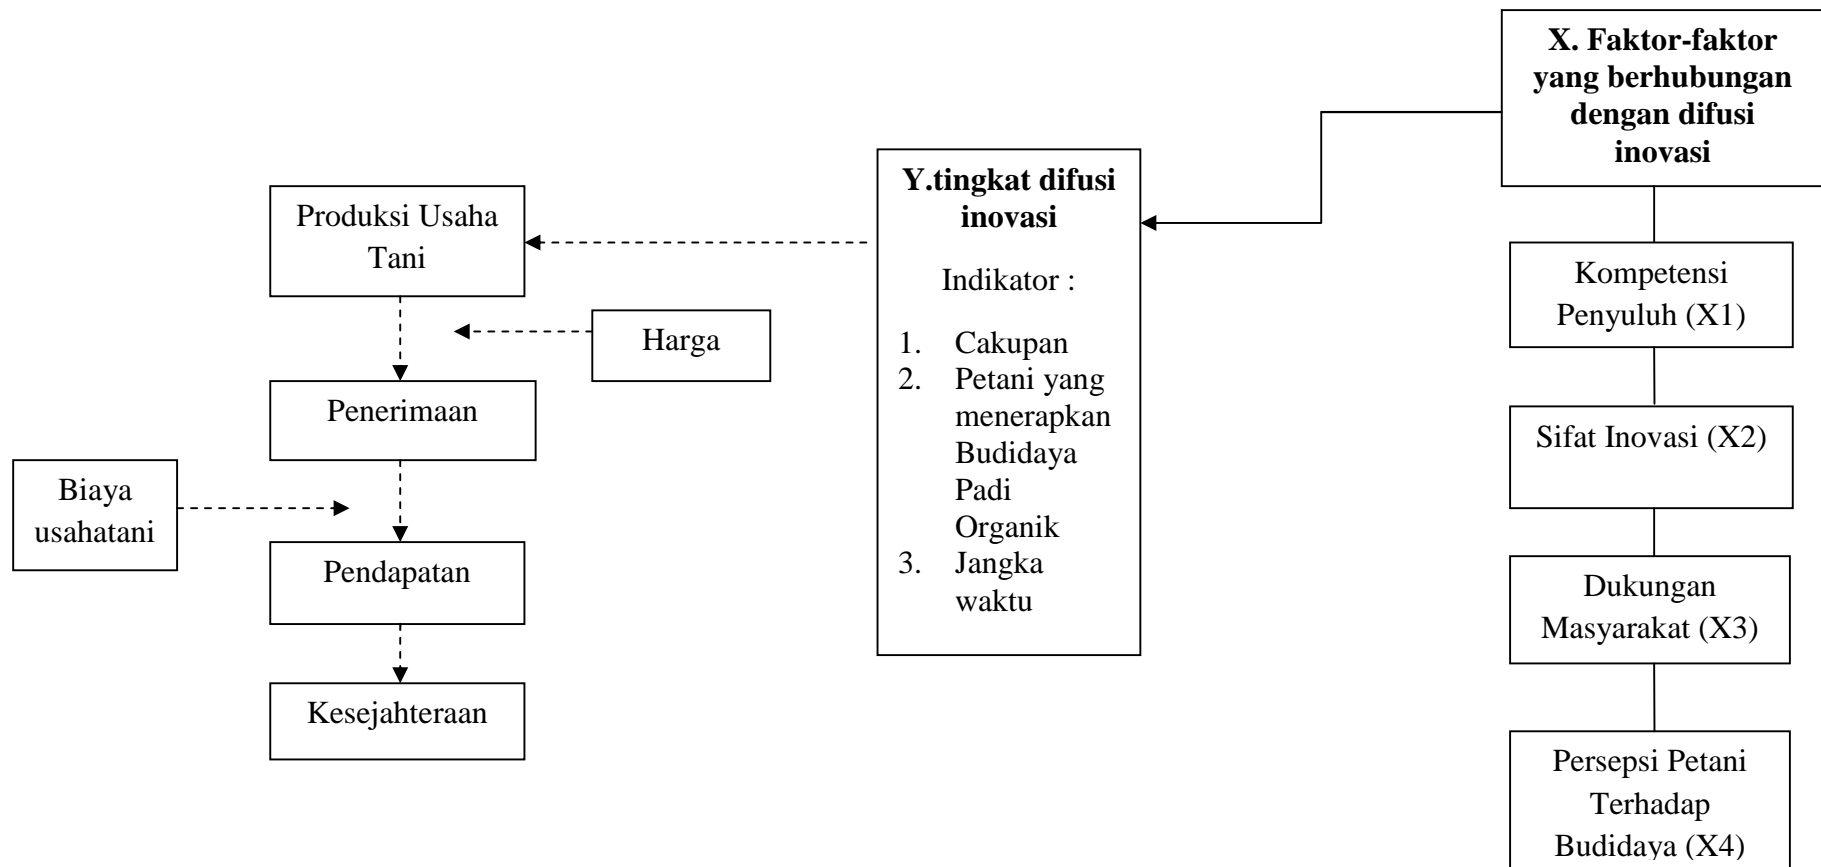 X. Faktor-faktor
yang berhubungan
dengan difusi
inovasi
Y.tingkat difusi
inovasi
Indikator :
1. Cakupan
2. Petani yang
menerapkan
Budidaya
Padi
Organik
3. Jangka
waktu
Produksi Usaha
Tani
Harga
Penerimaan
Biaya
usahatani
Pendapatan
Kesejahteraan
Kompetensi
Penyuluh (X1)
Sifat Inovasi (X2)
Dukungan
Masyarakat (X3)
Persepsi Petani
Terhadap
Budidaya (X4)